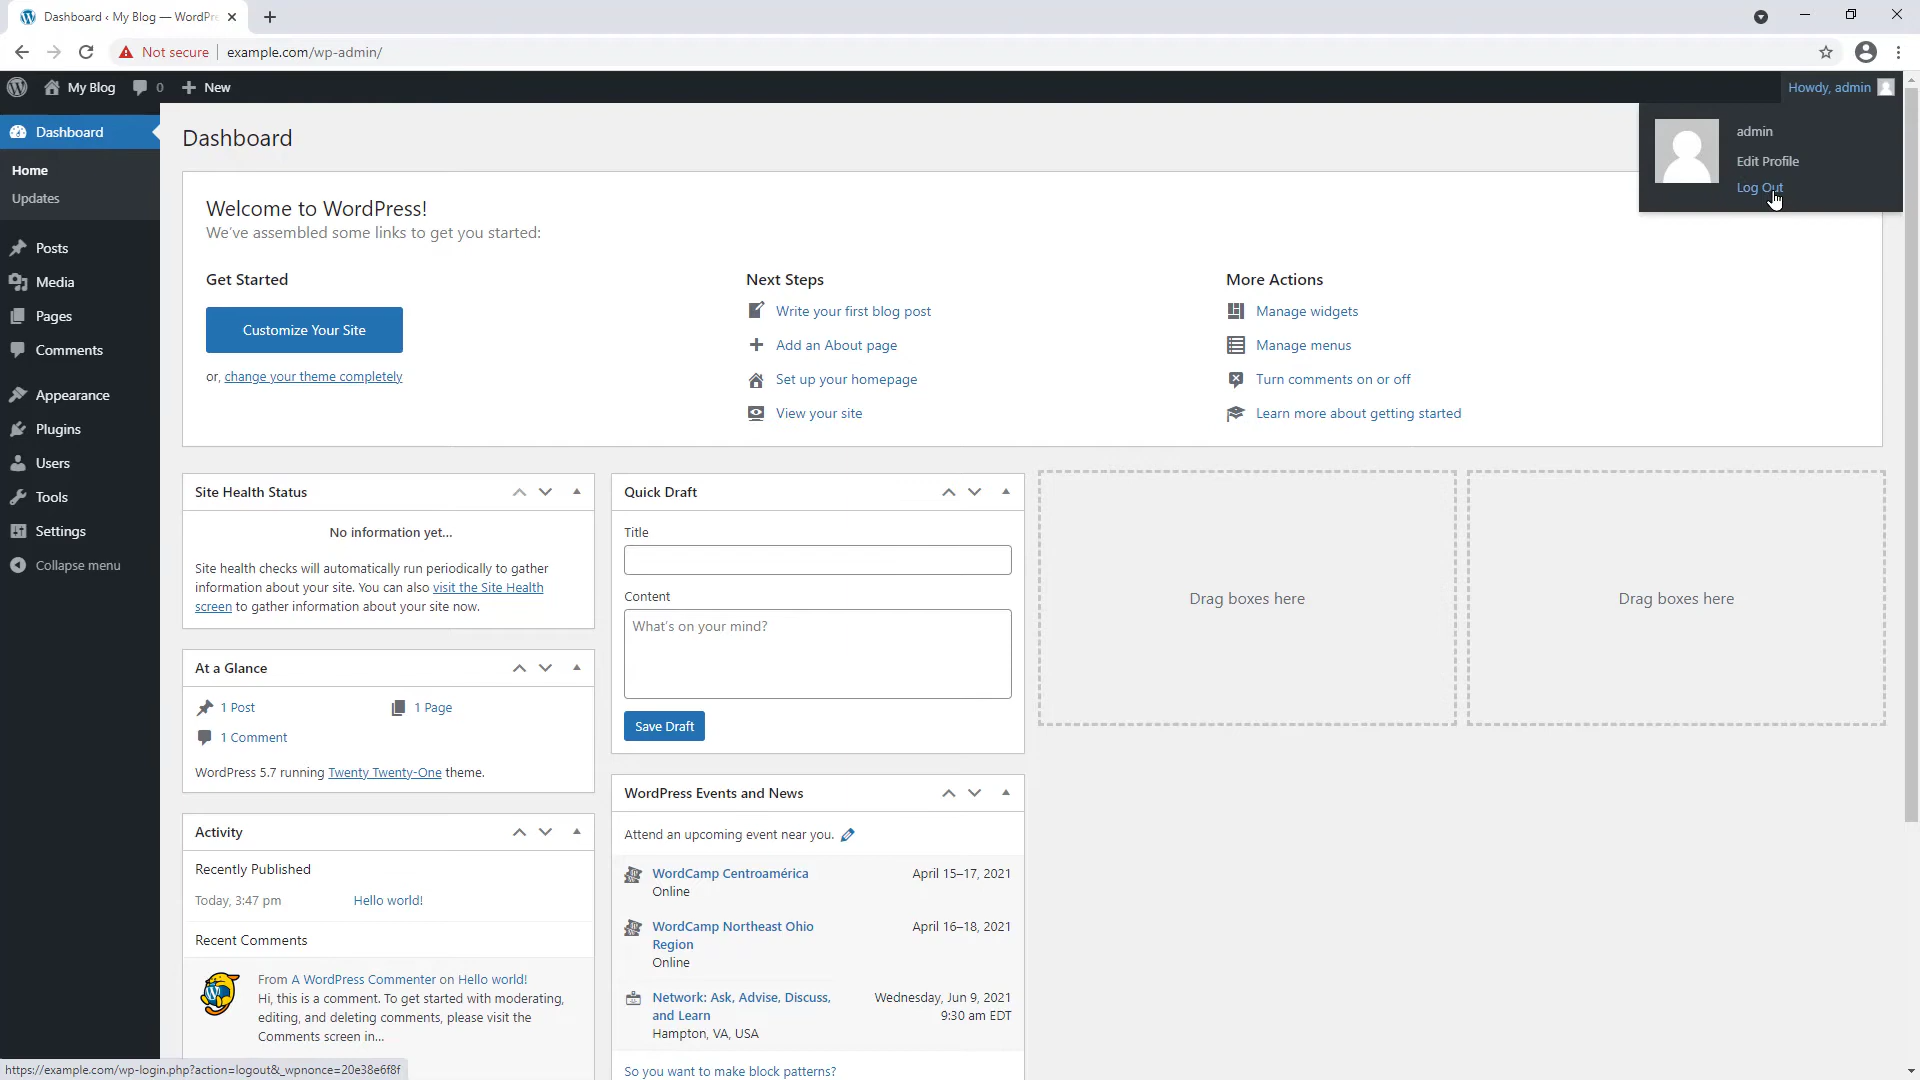 Dashboard ‹ My Blog — WordPre
Not secure
example.com/wp-admin/
My Blog
0
New
Howdy, admin
admin
Edit Profile
Log Out
Dashboard
Home
Updates
Posts
Media
Pages
Comments
Appearance
Plugins
Users
Tools
Settings
Collapse menu
Dashboard
Welcome to WordPress!
We've assembled some links to get you started:
Get Started
Customize Your Site
or, change your theme completely
Next Steps
Write your first blog post
Add an About page
Set up your homepage
View your site
More Actions
Manage widgets
Manage menus
Turn comments on or off
Learn more about getting started
Site Health Status
No information yet...
Site health checks will automatically run periodically to gather
information about your site. You can also visit the Site Health
screen to gather information about your site now.
At a Glance
1 Post
1 Page
1 Comment
WordPress 5.7 running Twenty Twenty-One theme.
Activity
Recently Published
Today, 3:47 pm
Hello world!
Recent Comments
From A WordPress Commenter on Hello world!
Hi, this is a comment. To get started with moderating,
editing, and deleting comments, please visit the
Comments screen in...
Quick Draft
Title
Content
What's on your mind?
Save Draft
WordPress Events and News
Attend an upcoming event near you.
WordCamp Centroamérica
April 15–17, 2021
Online
WordCamp Northeast Ohio
April 16–18, 2021
Region
Online
Network: Ask, Advise, Discuss,
Wednesday, Jun 9, 2021
and Learn
9:30 am EDT
Hampton, VA, USA
So you want to make block patterns?
Drag boxes here
Drag boxes here
https://example.com/wp-login.php?action=logout&_wpnonce=20e38e6f8f